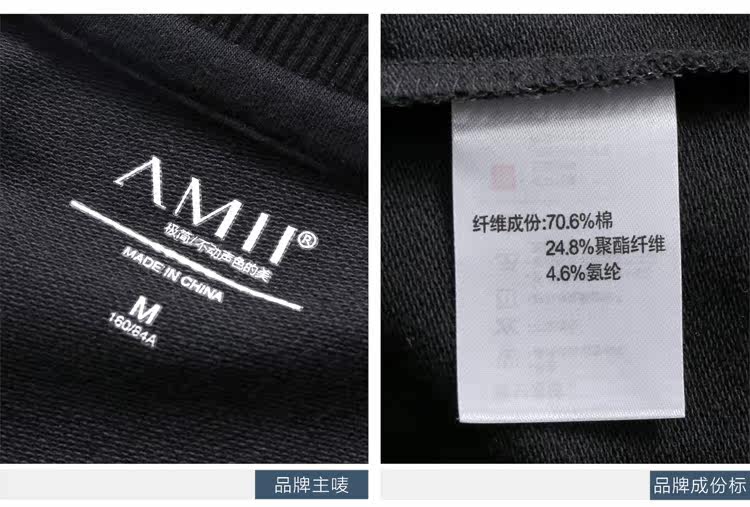 AMII®
极简/不动声色的美
MADE IN CHINA
M
160/84A
纤维成份:70.6%棉
24.8%聚酯纤维
4.6%氨纶
品牌主唛
品牌成份标